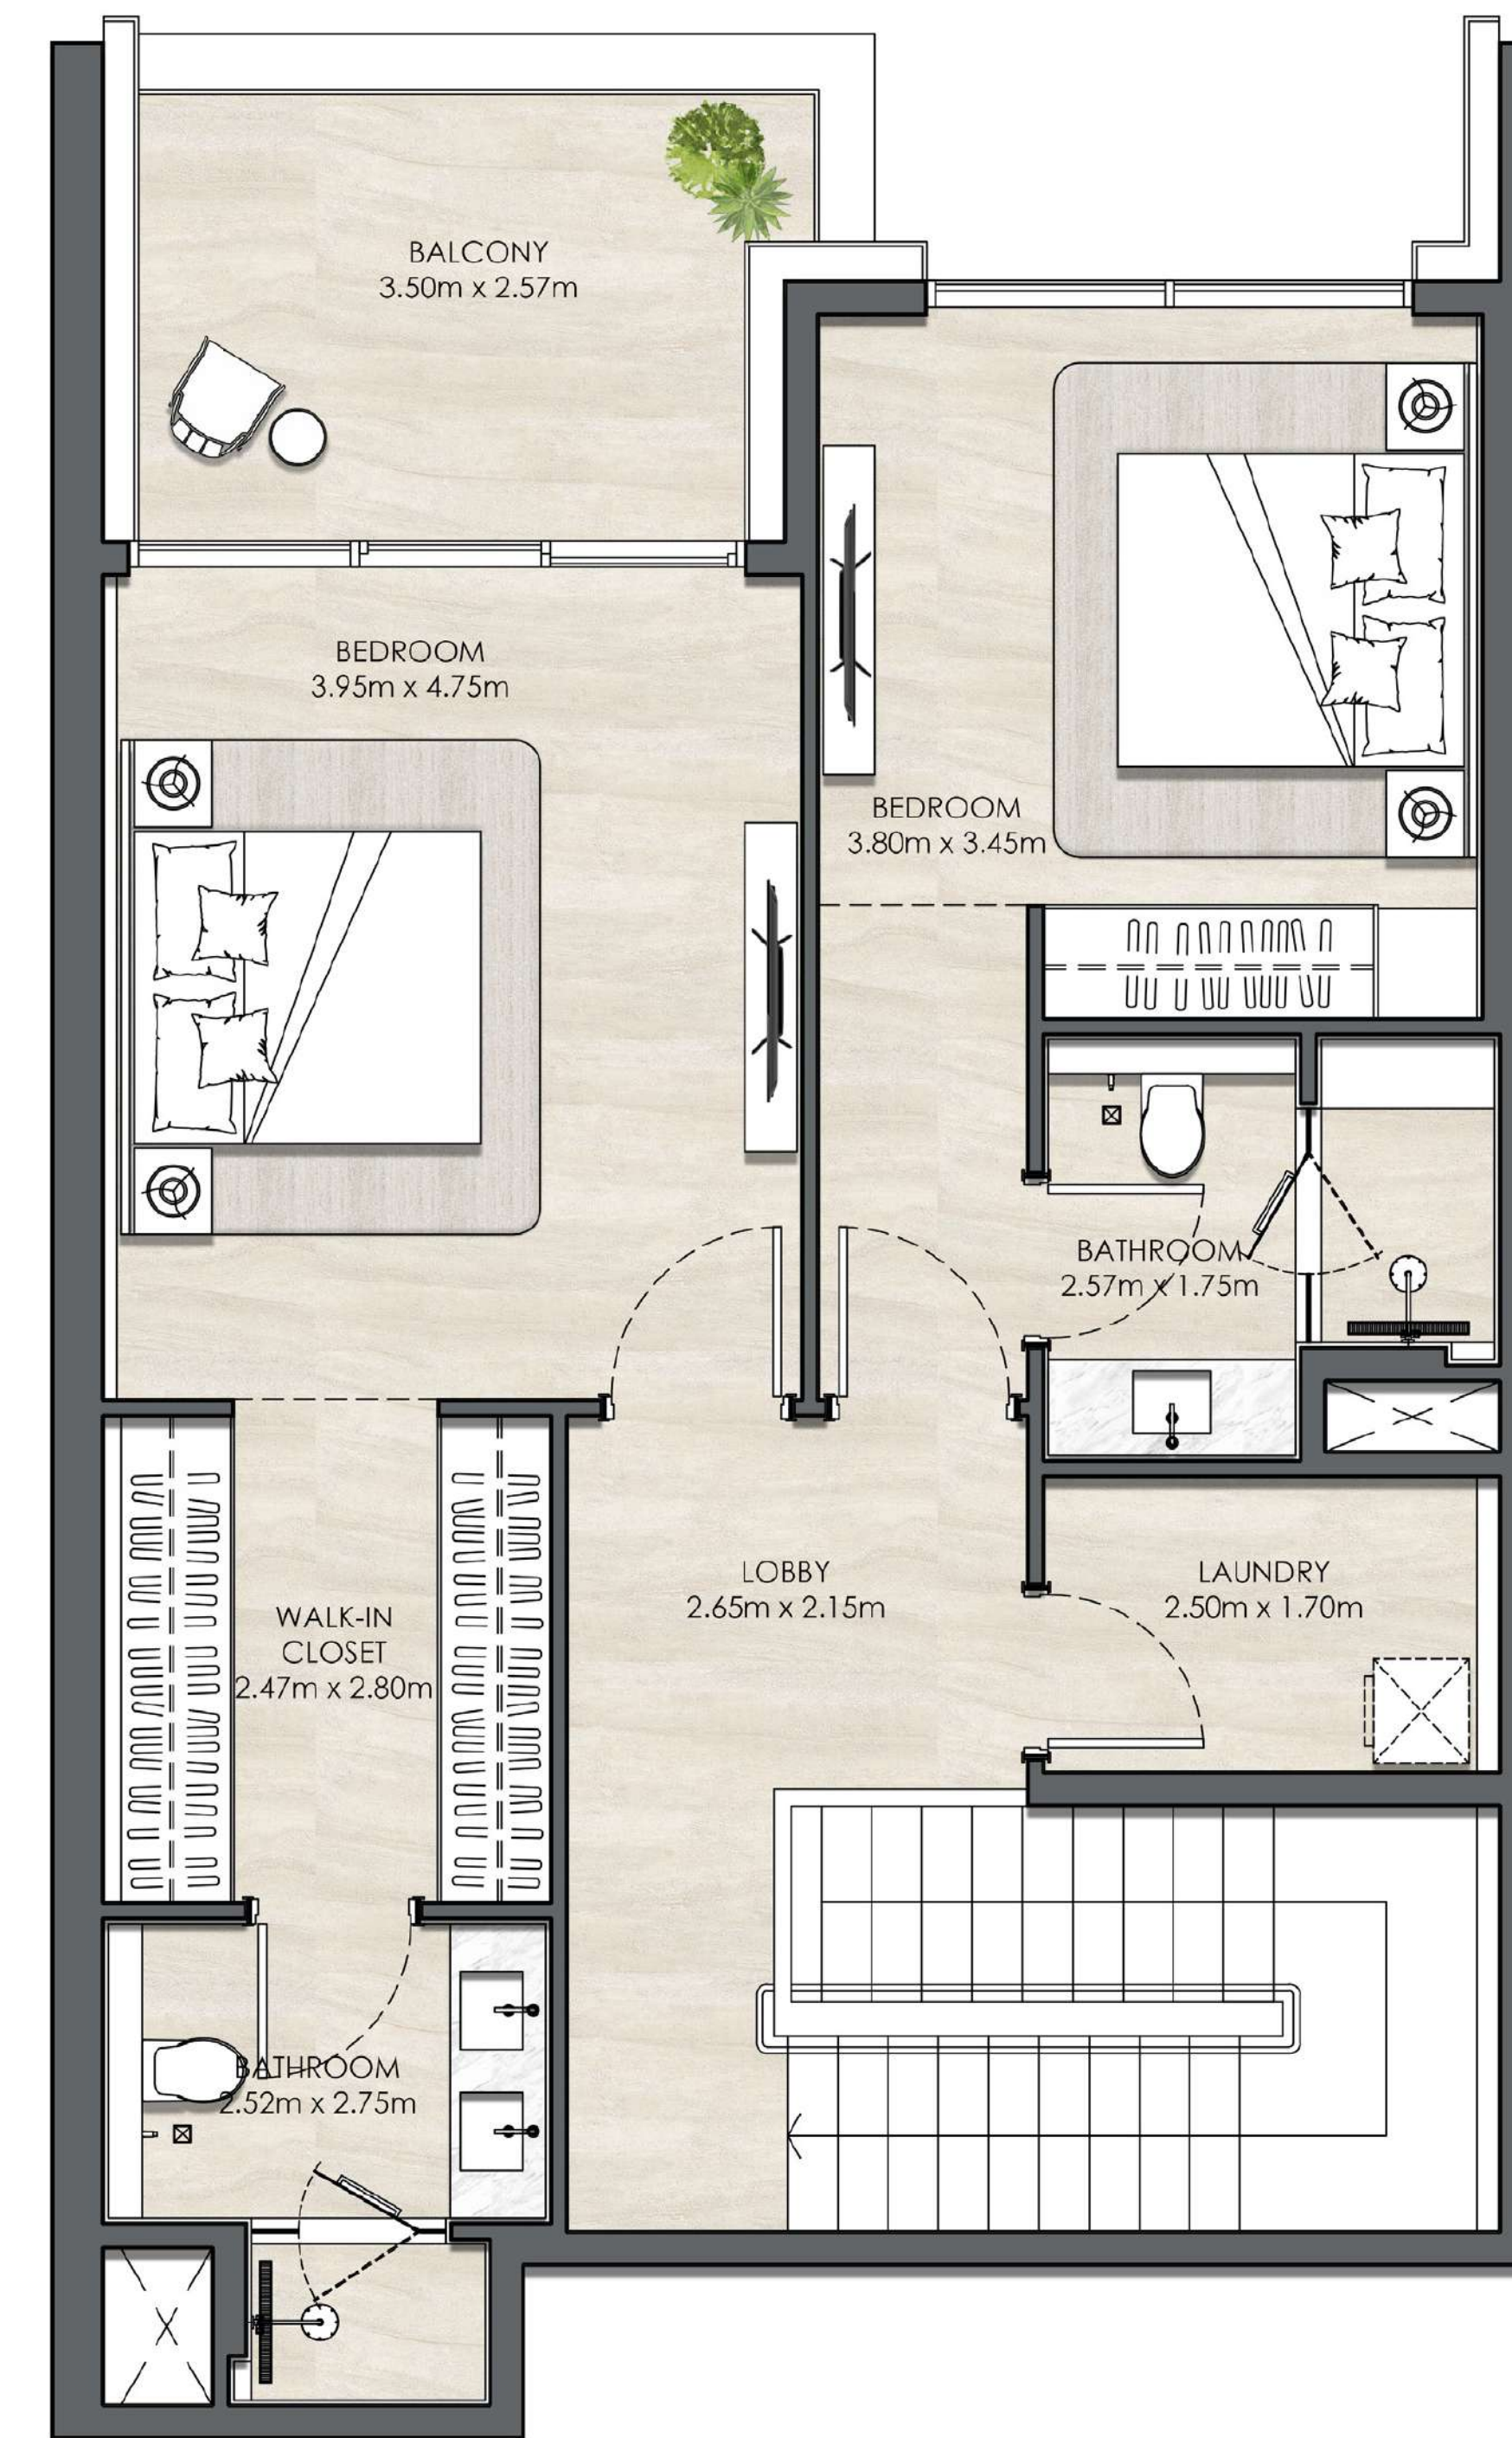 BALCONY
3.50m x 2.57m
BEDROOM
3.95m x 4.75m
BEDROOM
3.80m x 3.45m
BATHROOM
2.57m x 1.75m
LOBBY
2.65m x 2.15m
LAUNDRY
2.50m x 1.70m
WALK-IN
CLOSET
2.47m x 2.80m
BATHROOM
2.52m x 2.75m